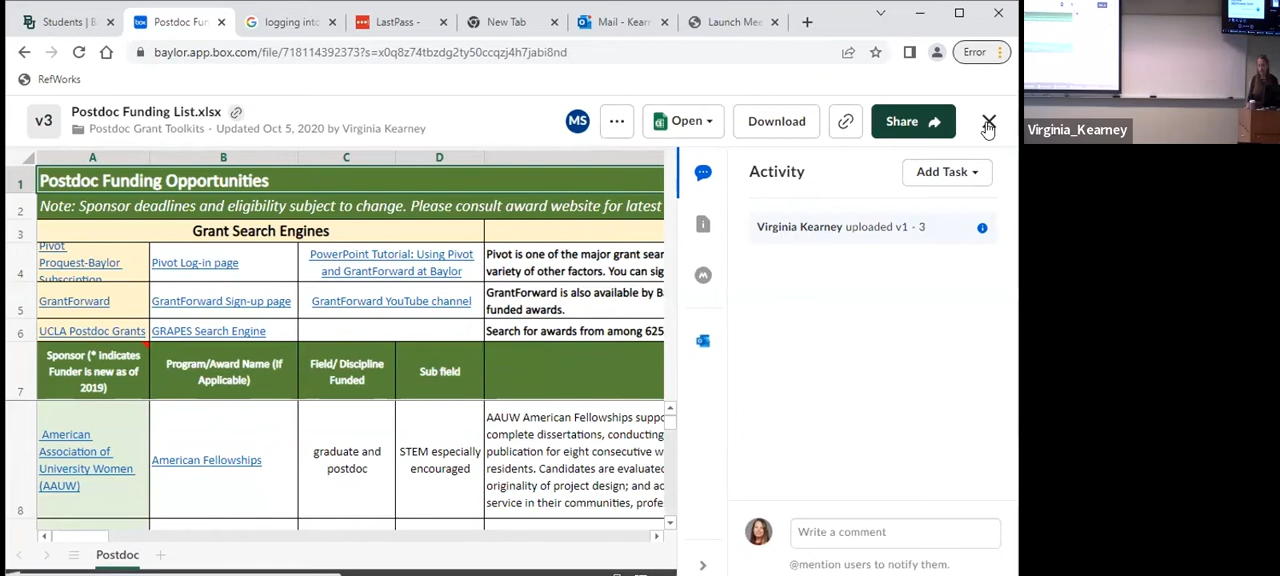 Students | B
Postdoc Fun
logging into
LastPass -
New Tab
Mail - Kearn
Launch Mee
baylor.app.box.com/file/718114392373?s=x0q8z74tbzdg2ty50ccqzj4h7jabi8nd
Error
RefWorks
v3
Postdoc Funding List.xlsx
Postdoc Grant Toolkits • Updated Oct 5, 2020 by Virginia Kearney
MS
Open
Download
Share
Virginia_Kearney
A B C D
1 Postdoc Funding Opportunities
2 Note: Sponsor deadlines and eligibility subject to change. Please consult award website for latest
3 Grant Search Engines
Pivot
Proquest-Baylor
Subscription
4
Pivot Log-in page
PowerPoint Tutorial: Using Pivot
and GrantForward at Baylor
Pivot is one of the major grant sear
variety of other factors. You can sig
5
GrantForward
GrantForward Sign-up page
GrantForward YouTube channel
GrantForward is also available by B
funded awards.
6
UCLA Postdoc Grants
GRAPES Search Engine
Search for awards from among 625
7
Sponsor (* indicates
Funder is new as of
2019)
Program/Award Name (If
Applicable)
Field/ Discipline
Funded
Sub field
8
American
Association of
University Women
(AAUW)
American Fellowships
graduate and
postdoc
STEM especially
encouraged
AAUW American Fellowships suppo
complete dissertations, conducting
publication for eight consecutive w
residents. Candidates are evaluated
originality of project design; and ac
service in their communities, profe
Postdoc
Activity
Add Task
Virginia Kearney uploaded v1 - 3
Write a comment
@mention users to notify them.